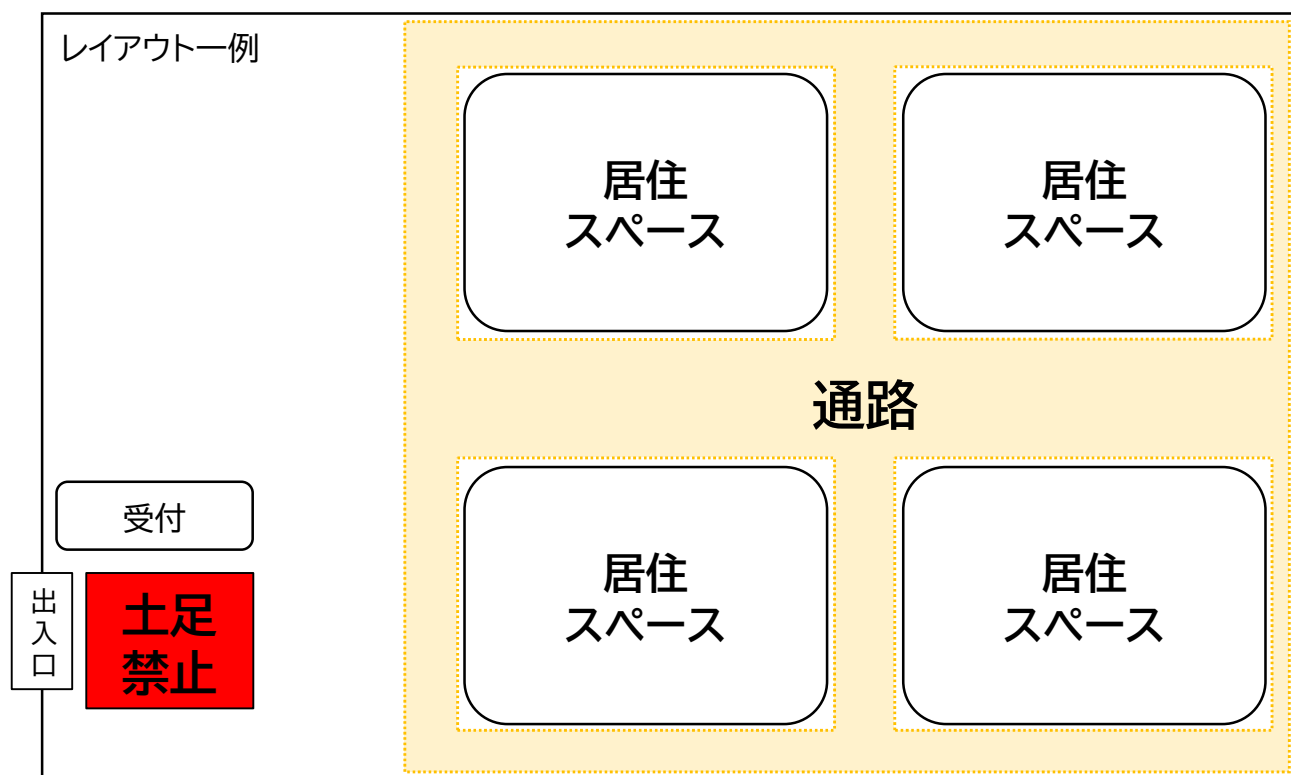 レイアウト一例
居住
スペース
居住
スペース
通路
受付
出入口
土足
禁止
居住
スペース
居住
スペース